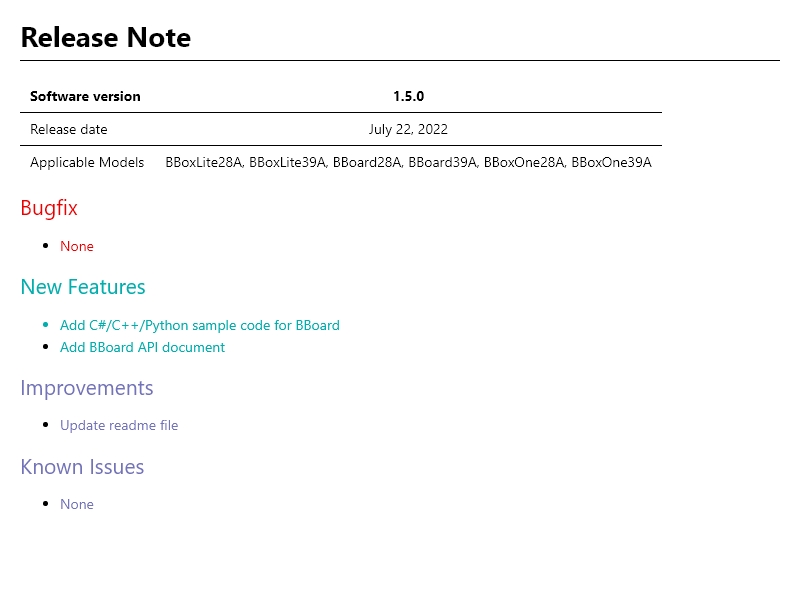 Release Note
Software version 1.5.0
Release date July 22, 2022
Applicable Models BBoxLite28A, BBoxLite39A, BBoard28A, BBoard39A, BBoxOne28A, BBoxOne39A
Bugfix
None
New Features
Add C#/C++/Python sample code for BBoard
Add BBoard API document
Improvements
Update readme file
Known Issues
None